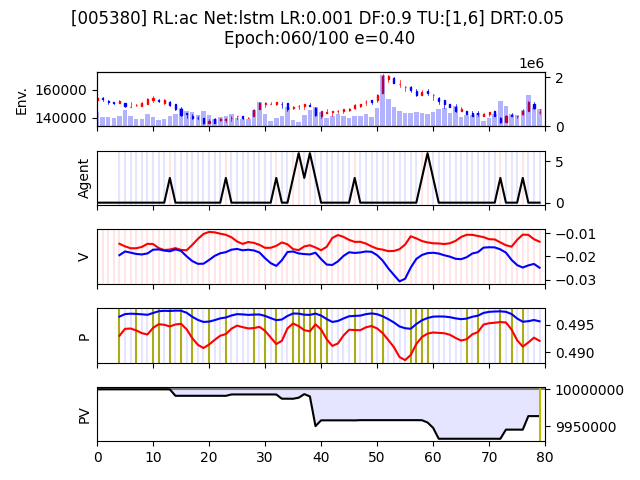 [005380] RL:ac Net:lstm LR:0.001 DF:0.9 TU:[1,6] DRT:0.05
Epoch:060/100 e=0.40
1e6
Env.
160000
140000
2
0
Agent
5
0
V
−0.01
−0.02
−0.03
P
0.495
0.490
PV
10000000
9950000
0 10 20 30 40 50 60 70 80